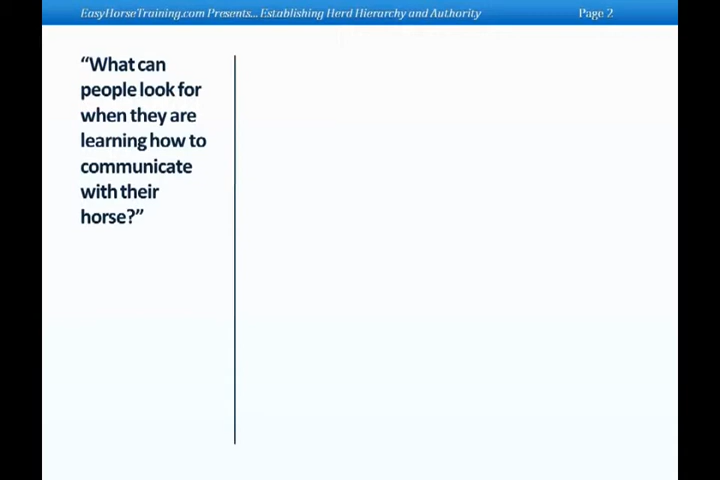 EasyHorseTraining.com Presents... Establishing Herd Hierarchy and Authority Page 2
“What can
people look for
when they are
learning how to
communicate
with their
horse?”